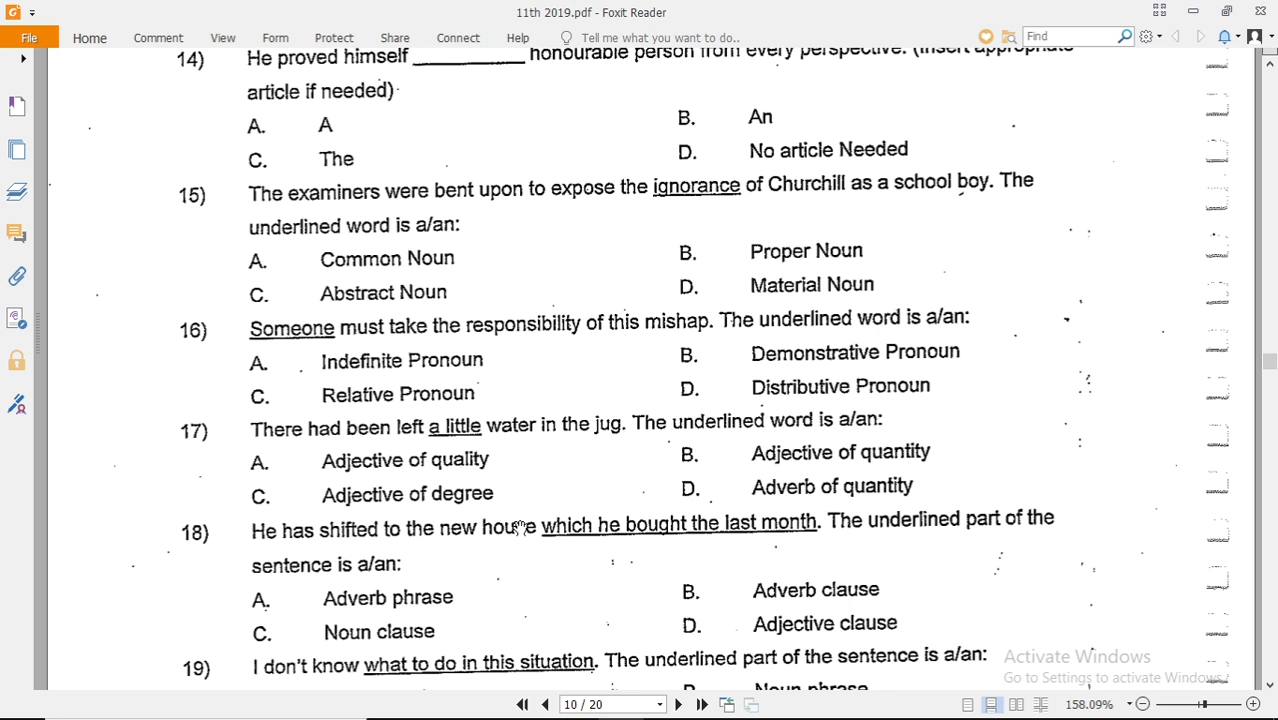 11th 2019.pdf - Foxit Reader
File Home Comment View Form Protect Share Connect Help Tell me what you want to do.. Find
14) He proved himself __________ honourable person from every perspective. (Insert appropriate
article if needed)
A. A B. An
C. The D. No article Needed
15) The examiners were bent upon to expose the ignorance of Churchill as a school boy. The
underlined word is a/an:
A. Common Noun B. Proper Noun
C. Abstract Noun D. Material Noun
16) Someone must take the responsibility of this mishap. The underlined word is a/an:
A. Indefinite Pronoun B. Demonstrative Pronoun
C. Relative Pronoun D. Distributive Pronoun
17) There had been left a little water in the jug. The underlined word is a/an:
A. Adjective of quality B. Adjective of quantity
C. Adjective of degree D. Adverb of quantity
18) He has shifted to the new house which he bought the last month. The underlined part of the
sentence is a/an:
A. Adverb phrase B. Adverb clause
C. Noun clause D. Adjective clause
19) I don't know what to do in this situation. The underlined part of the sentence is a/an:
B. Noun phrase
Activate Windows
Go to Settings to activate Windows.
10 / 20 158.09%